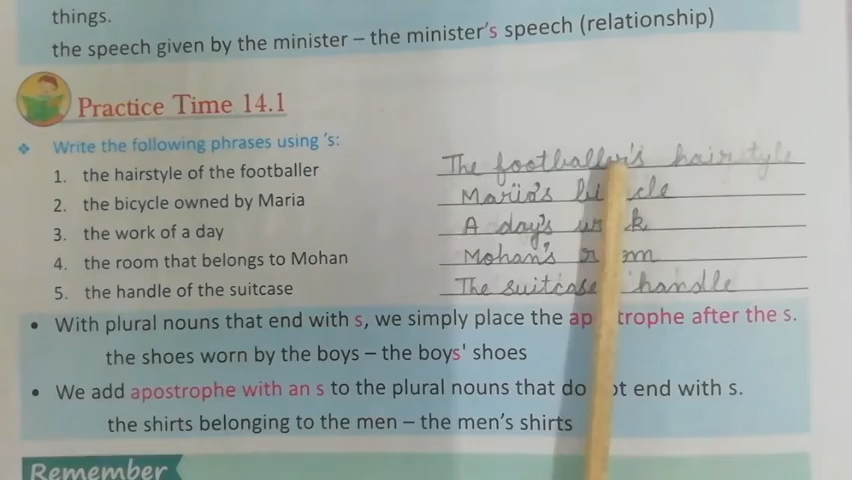 things.
the speech given by the minister – the minister's speech (relationship)
Practice Time 14.1
❖ Write the following phrases using 's:
1. the hairstyle of the footballer The footballer's hairstyle
2. the bicycle owned by Maria Maria's bi cle
3. the work of a day A day's w k
4. the room that belongs to Mohan Mohan's r m
5. the handle of the suitcase The suitcase handle
• With plural nouns that end with s, we simply place the ap trophe after the s.
the shoes worn by the boys – the boys' shoes
• We add apostrophe with an s to the plural nouns that do ot end with s.
the shirts belonging to the men – the men's shirts
Remember